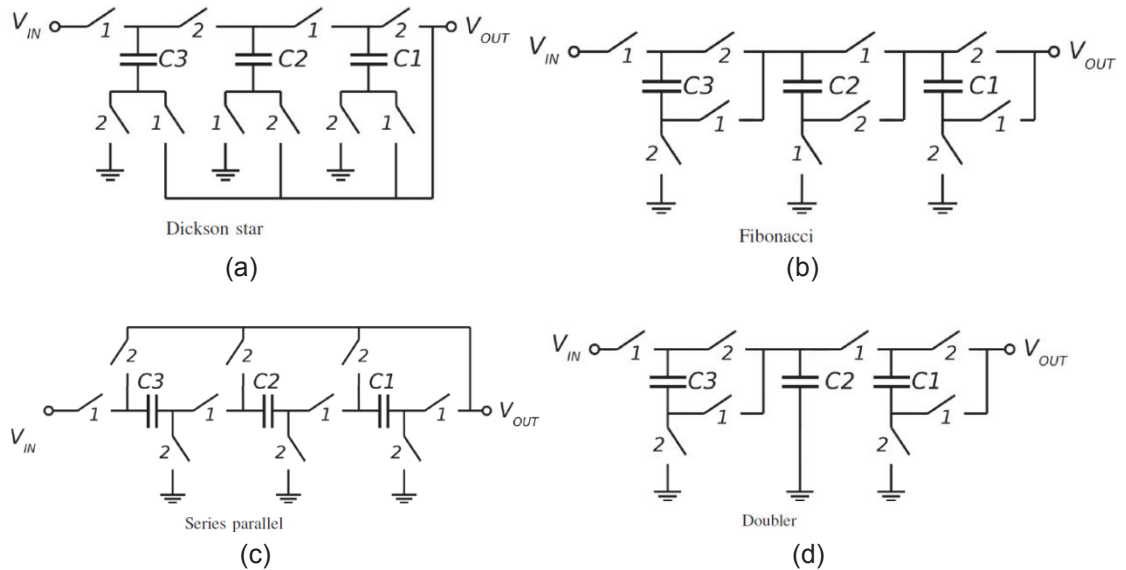 V_IN 1 2 1 2 V_OUT
C3 C2 C1
2 1 1 2 2 1
Dickson star
(a)
V_IN 1 2 1 2 V_OUT
C3 C2 C1
1 2 1
2 1 2
Fibonacci
(b)
2 2 2
C3 C2 C1
V_IN 1 1 1 1 V_OUT
2 2 2
Series parallel
(c)
V_IN 1 2 1 2 V_OUT
C3 C2 C1
1 1
2 2
Doubler
(d)